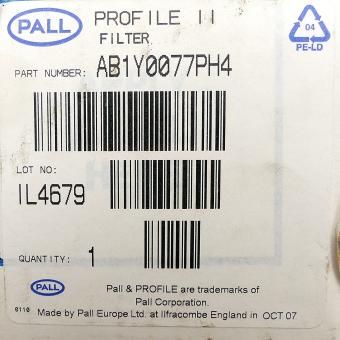 PALL PROFILE II
FILTER
04
PE-LD
PART NUMBER: AB1Y0077PH4
LOT NO:
IL4679
QUANTITY: 1
PALL
Pall & PROFILE are trademarks of
Pall Corporation.
0110
Made by Pall Europe Ltd. at Ilfracombe England in OCT 07